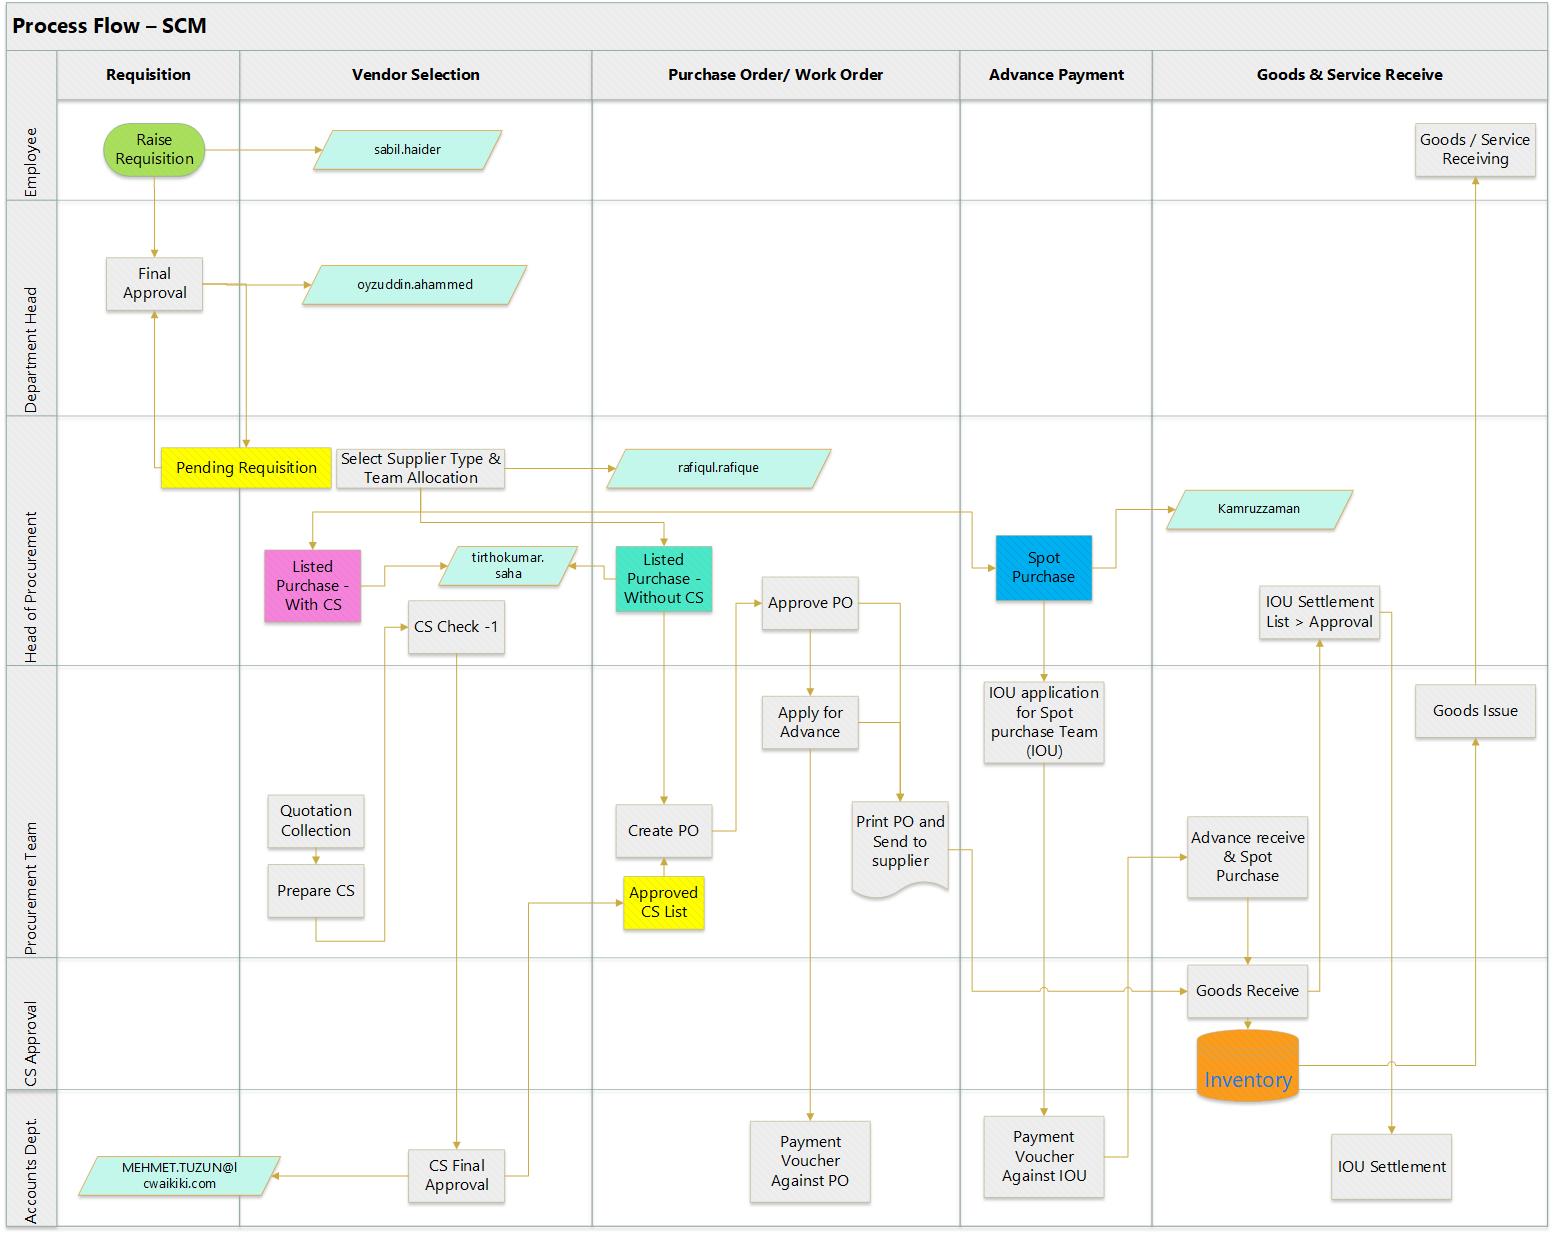 Process Flow – SCM
Requisition
Vendor Selection
Purchase Order/ Work Order
Advance Payment
Goods & Service Receive
Employee
Raise
Requisition
sabil.haider
Goods / Service
Receiving
Department Head
Final
Approval
oyzuddin.ahammed
Head of Procurement
Pending Requisition
Select Supplier Type &
Team Allocation
rafiqul.rafique
Kamruzzaman
Listed
Purchase -
With CS
tirthokumar.
saha
Listed
Purchase -
Without CS
Spot
Purchase
CS Check -1
Approve PO
IOU Settlement
List > Approval
Procurement Team
Apply for
Advance
IOU application
for Spot
purchase Team
(IOU)
Goods Issue
Quotation
Collection
Prepare CS
Create PO
Approved
CS List
Print PO and
Send to
supplier
Advance receive
& Spot
Purchase
CS Approval
Goods Receive
Inventory
Accounts Dept.
MEHMET.TUZUN@l
cwaikiki.com
CS Final
Approval
Payment
Voucher
Against PO
Payment
Voucher
Against IOU
IOU Settlement